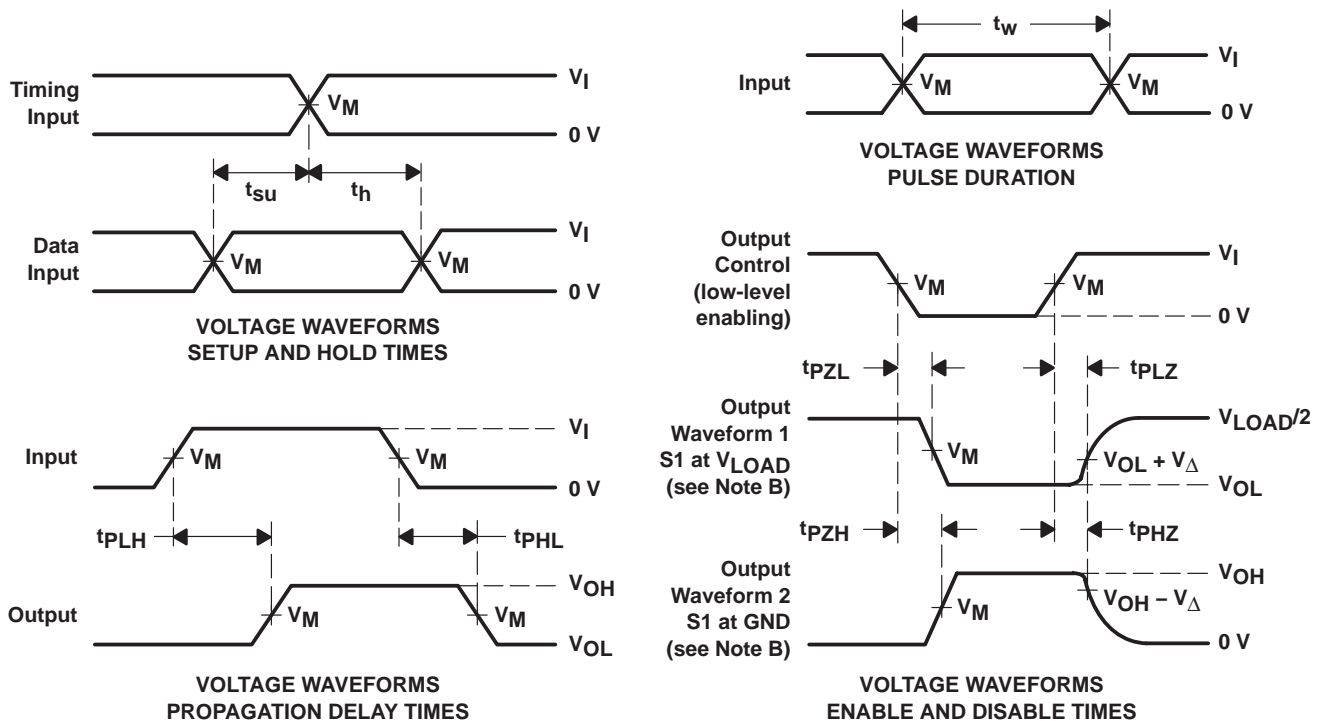 Timing
Input
V_I
V_M
0 V
t_su
t_h
Data
Input
V_I
V_M
V_M
0 V
VOLTAGE WAVEFORMS
SETUP AND HOLD TIMES
Input
V_I
V_M
V_M
0 V
t_PLH
t_PHL
Output
V_OH
V_M
V_M
V_OL
VOLTAGE WAVEFORMS
PROPAGATION DELAY TIMES
t_w
Input
V_I
V_M
V_M
0 V
VOLTAGE WAVEFORMS
PULSE DURATION
Output
Control
(low-level
enabling)
V_I
V_M
V_M
0 V
t_PZL
t_PLZ
Output
Waveform 1
S1 at V_LOAD
(see Note B)
V_LOAD/2
V_M
V_OL + V_Δ
V_OL
t_PZH
t_PHZ
Output
Waveform 2
S1 at GND
(see Note B)
V_OH
V_M
V_OH – V_Δ
0 V
VOLTAGE WAVEFORMS
ENABLE AND DISABLE TIMES